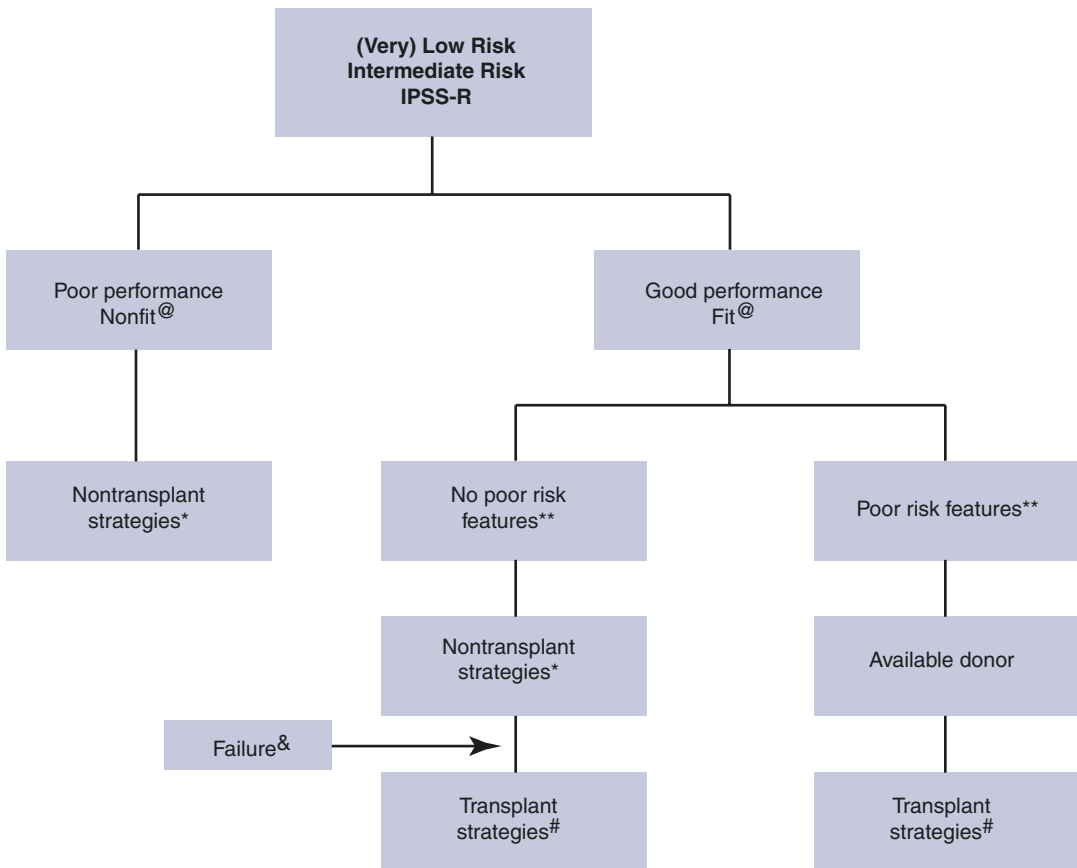 (Very) Low Risk
Intermediate Risk
IPSS-R
Poor performance
Nonfit@
Good performance
Fit@
Nontransplant
strategies*
No poor risk
features**
Poor risk features**
Nontransplant
strategies*
Available donor
Failure&
Transplant
strategies#
Transplant
strategies#